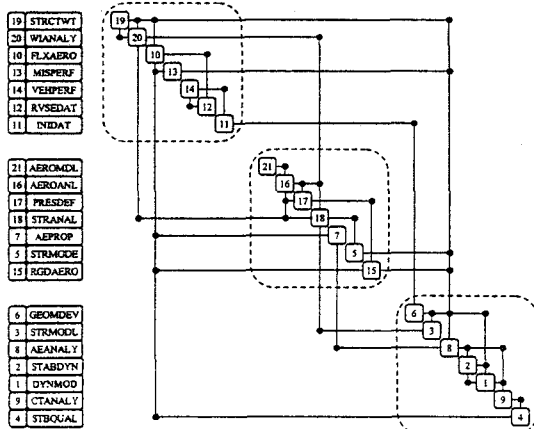 19 STRCTWT
20 WIANALY
10 FLXAERO
13 MISPERF
14 VEHPERF
12 RVSEDAT
11 INIDAT
19
20
10
13
14
12
11
21 AEROMDL
16 AEROANL
17 PRESDEF
18 STRANAL
7 AEPROP
5 STRMODE
15 RGDAERO
21
16
17
18
7
5
15
6 GEOMDEV
3 STRMODL
8 AEANALY
2 STABDYN
1 DYNMOD
9 CTANALY
4 STBQUAL
6
3
8
2
1
9
4